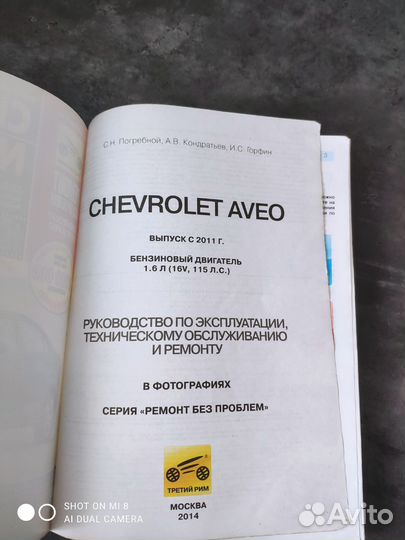 С.Н. Погребной, А.В. Кондратьев, И.С. Горфин
CHEVROLET AVEO
ВЫПУСК С 2011 Г.
БЕНЗИНОВЫЙ ДВИГАТЕЛЬ
1.6 Л (16V, 115 Л.С.)
РУКОВОДСТВО ПО ЭКСПЛУАТАЦИИ,
ТЕХНИЧЕСКОМУ ОБСЛУЖИВАНИЮ
И РЕМОНТУ
В ФОТОГРАФИЯХ
СЕРИЯ «РЕМОНТ БЕЗ ПРОБЛЕМ»
ТРЕТИЙ РИМ
МОСКВА
2014
SHOT ON MI 8
AI DUAL CAMERA
Avito